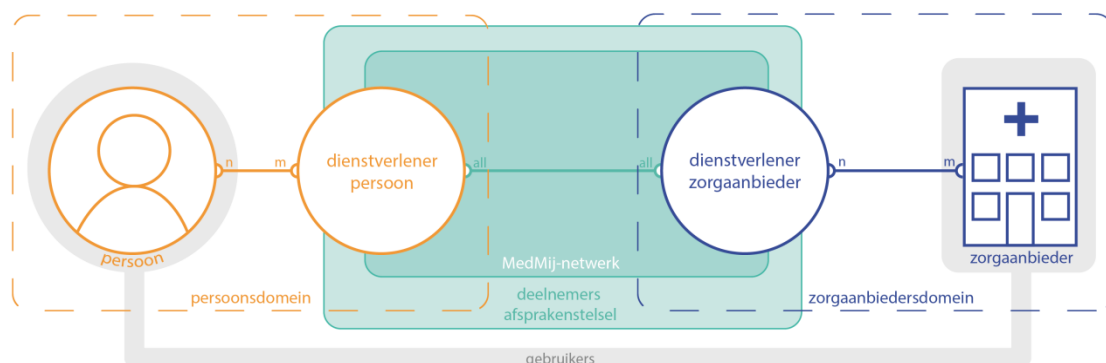 n
m
dienstverlener
persoon
all
all
dienstverlener
zorgaanbieder
n
m
persoon
MedMij-netwerk
zorgaanbieder
persoonsdomein
deelnemers
afsprakenstelsel
zorgaanbiedersdomein
gebruikers